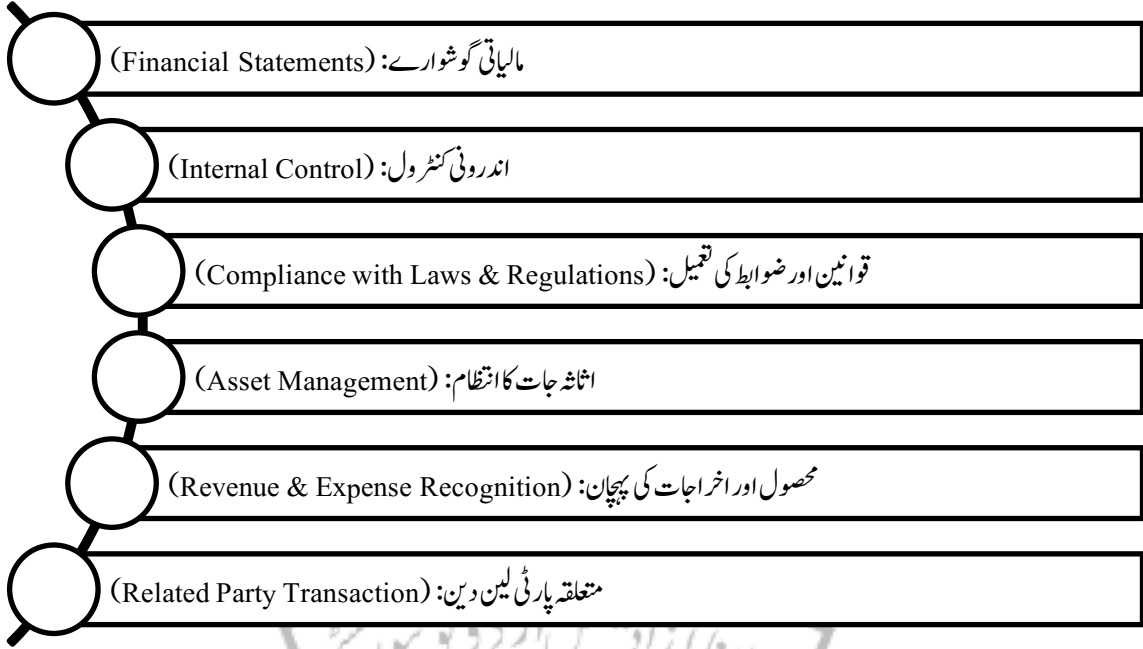 مالیاتی گوشوارے: (Financial Statements)
اندرونی کنٹرول: (Internal Control)
قوانین اور ضوابط کی تعمیل: (Compliance with Laws & Regulations)
اثاثہ جات کا انتظام: (Asset Management)
محصول اور اخراجات کی پہچان: (Revenue & Expense Recognition)
متعلقہ پارٹی لین دین: (Related Party Transaction)